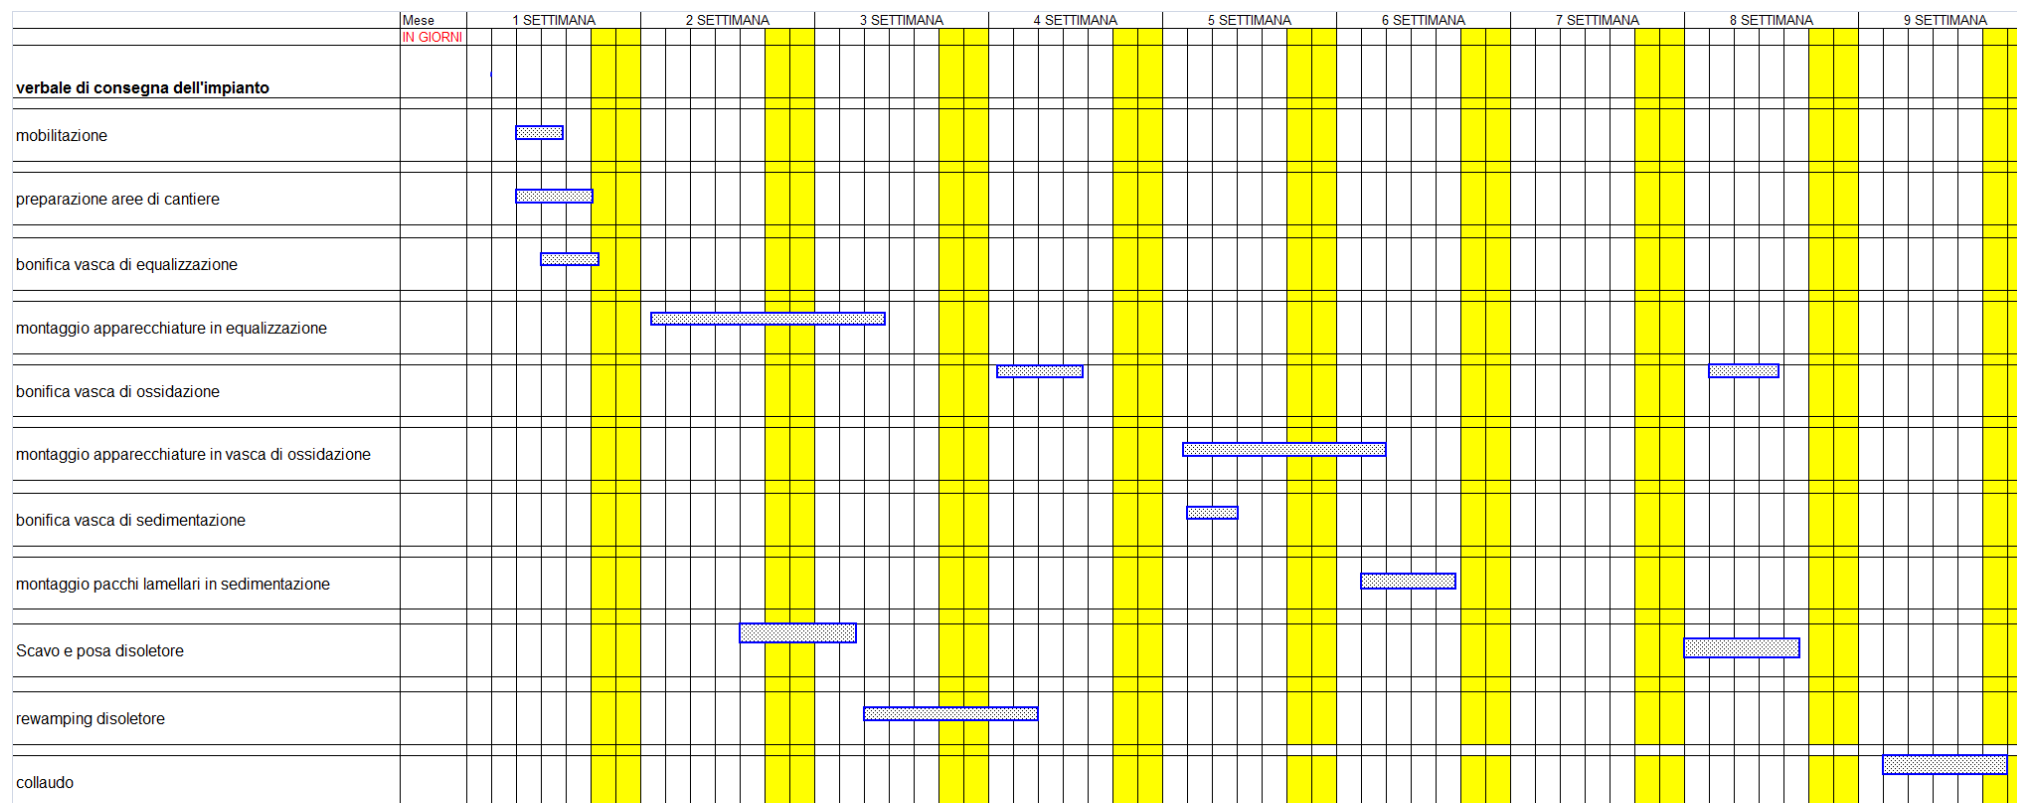 Mese 1 SETTIMANA 2 SETTIMANA 3 SETTIMANA 4 SETTIMANA 5 SETTIMANA 6 SETTIMANA 7 SETTIMANA 8 SETTIMANA 9 SETTIMANA
IN GIORNI
verbale di consegna dell'impianto
mobilitazione
preparazione aree di cantiere
bonifica vasca di equalizzazione
montaggio apparecchiature in equalizzazione
bonifica vasca di ossidazione
montaggio apparecchiature in vasca di ossidazione
bonifica vasca di sedimentazione
montaggio pacchi lamellari in sedimentazione
Scavo e posa disoletore
rewamping disoletore
collaudo